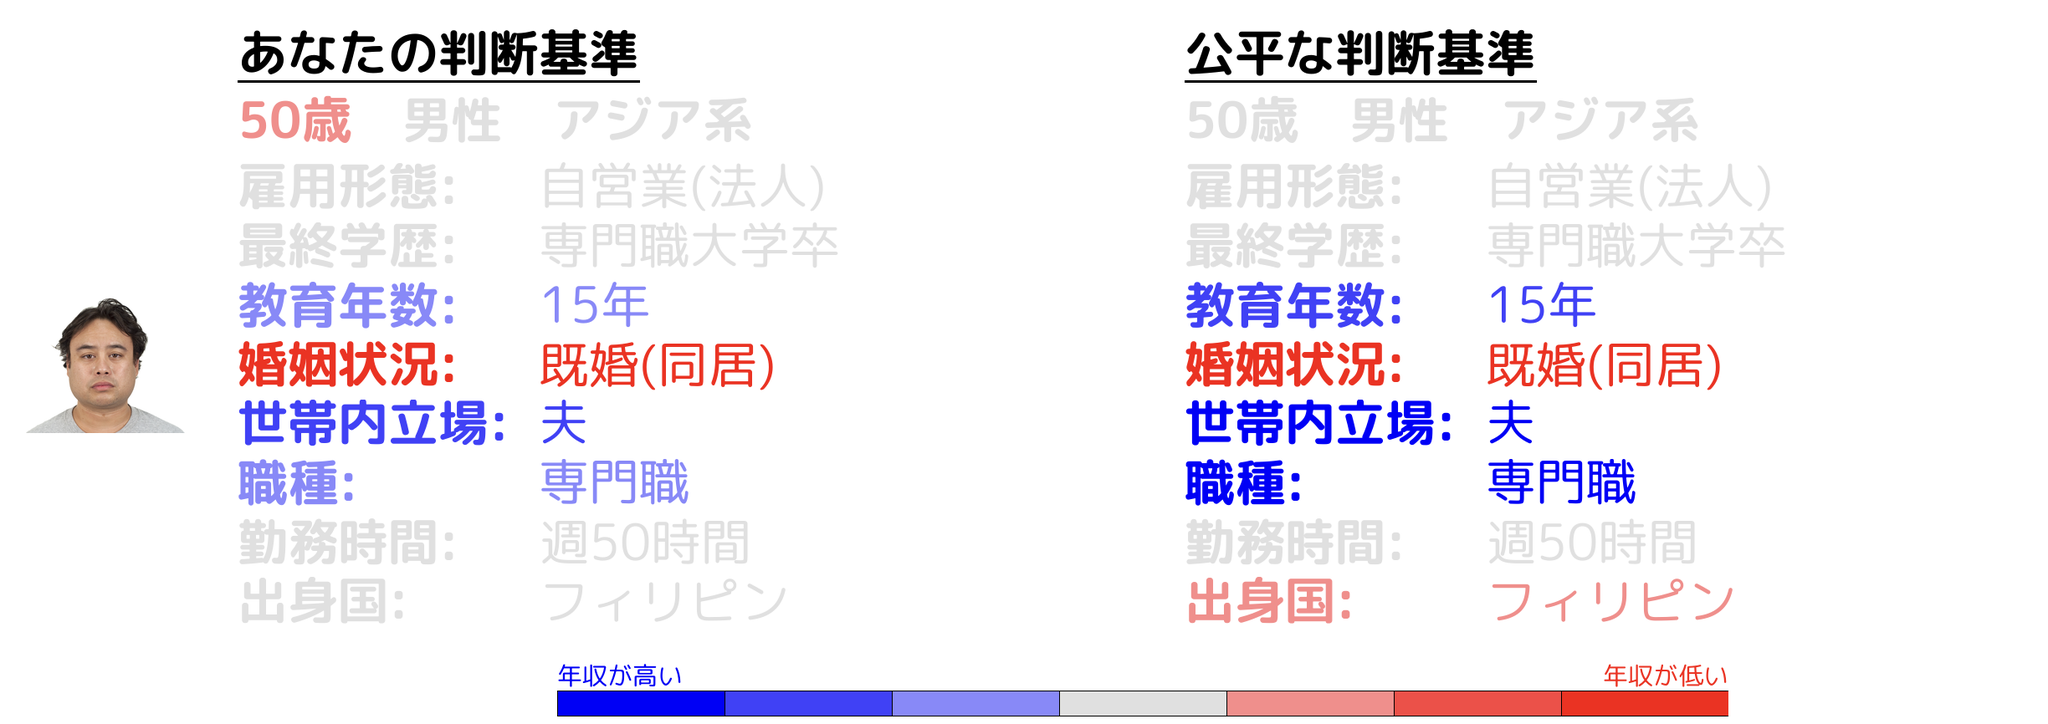 あなたの判断基準
50歳 男性 アジア系
雇用形態: 自営業(法人)
最終学歴: 専門職大学卒
教育年数: 15年
婚姻状況: 既婚(同居)
世帯内立場: 夫
職種: 専門職
勤務時間: 週50時間
出身国: フィリピン
公平な判断基準
50歳 男性 アジア系
雇用形態: 自営業(法人)
最終学歴: 専門職大学卒
教育年数: 15年
婚姻状況: 既婚(同居)
世帯内立場: 夫
職種: 専門職
勤務時間: 週50時間
出身国: フィリピン
年収が高い
年収が低い